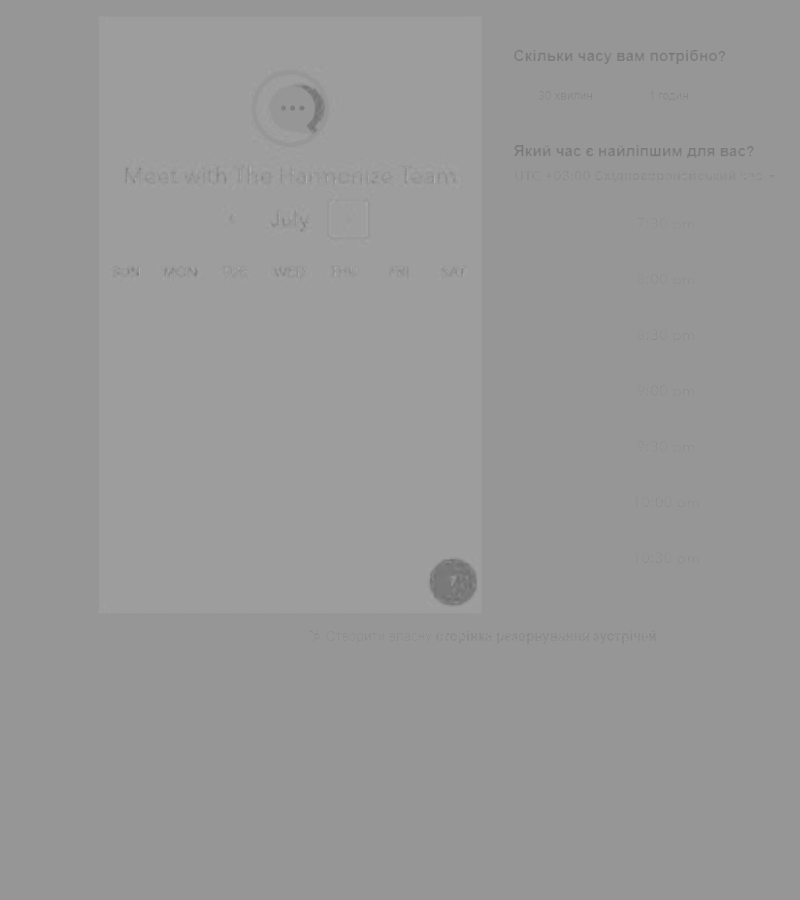 Meet with The Harmonize Team
July
SUN MON TUE WED THU FRI SAT
Скільки часу вам потрібно?
30 хвилин 1 годин
Який час є найліпшим для вас?
UTC +03:00 Східноєвропейський час
7:30 am
8:00 am
8:30 am
9:00 am
9:30 am
10:00 am
10:30 am
Створити власну сторінка резервування зустрічей